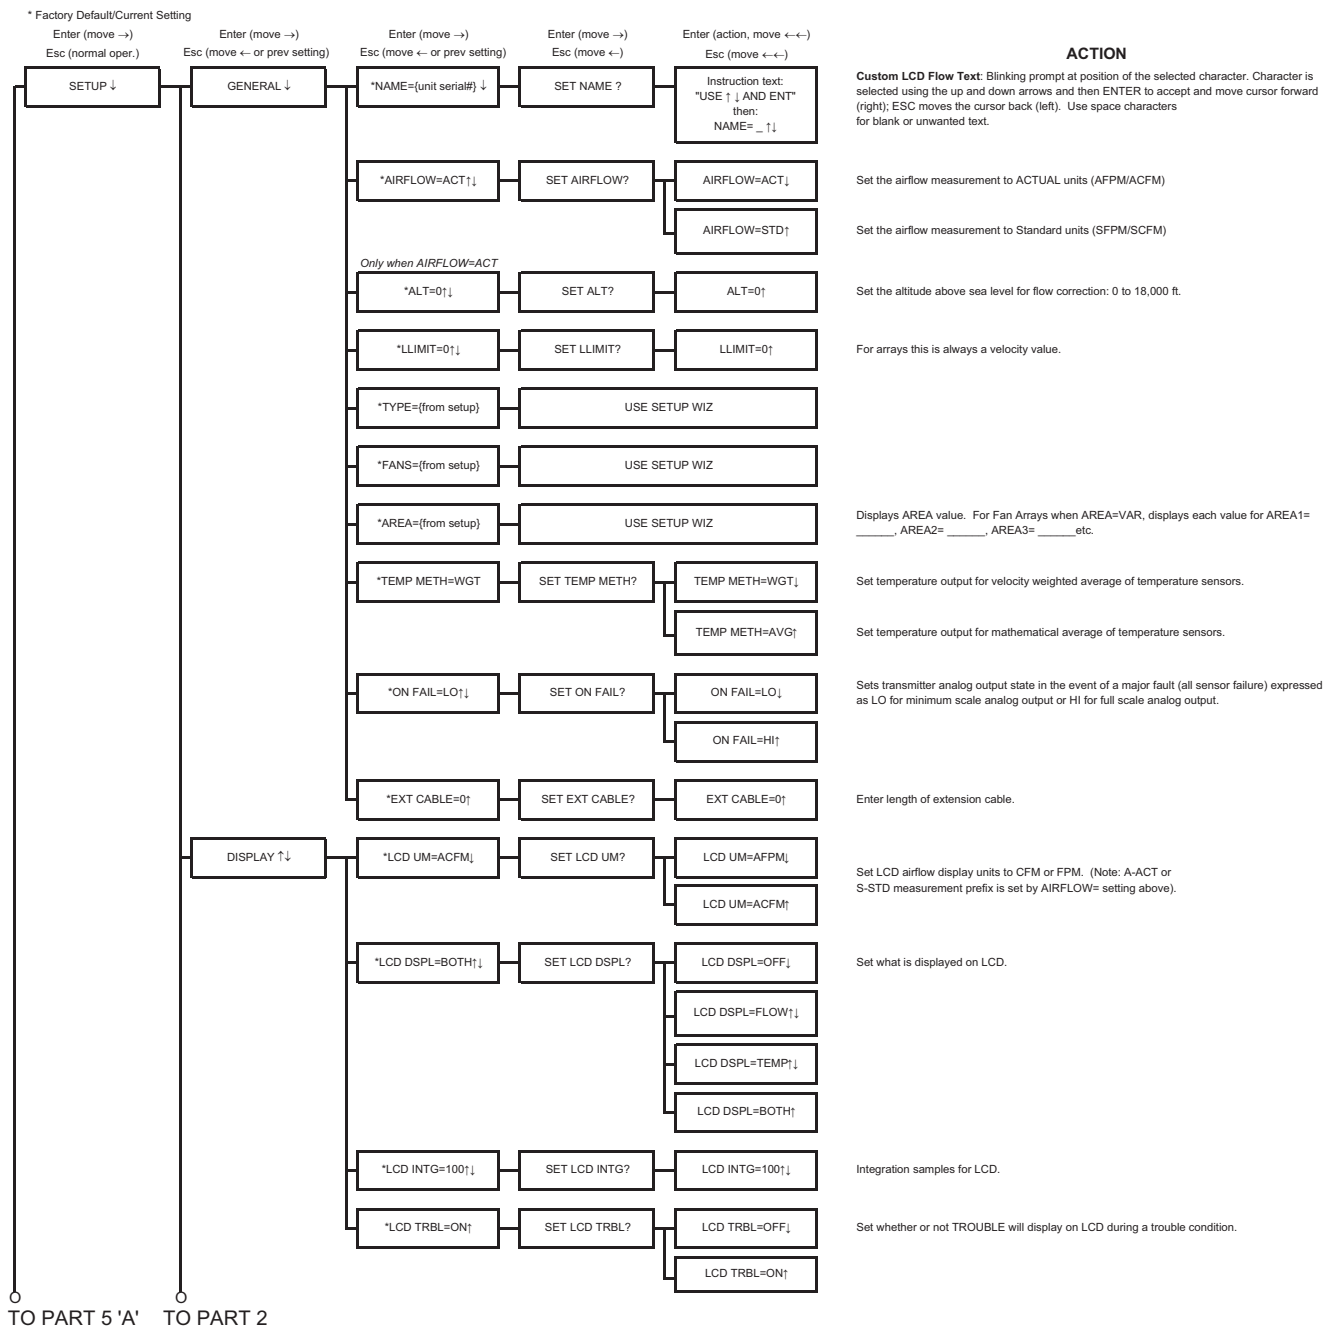 * Factory Default/Current Setting
Enter (move →)
Esc (normal oper.)
Enter (move →)
Esc (move ← or prev setting)
Enter (move →)
Esc (move ← or prev setting)
Enter (move →)
Esc (move ←)
Enter (action, move ←←)
Esc (move ←←)
ACTION
SETUP ↓
GENERAL ↓
*NAME={unit serial#} ↓
SET NAME ?
Instruction text:
"USE ↑ ↓ AND ENT"
then:
NAME= _ ↑↓
Custom LCD Flow Text: Blinking prompt at position of the selected character. Character is
selected using the up and down arrows and then ENTER to accept and move cursor forward
(right); ESC moves the cursor back (left). Use space characters
for blank or unwanted text.
*AIRFLOW=ACT↑↓
SET AIRFLOW?
AIRFLOW=ACT↓
Set the airflow measurement to ACTUAL units (AFPM/ACFM)
AIRFLOW=STD↑
Set the airflow measurement to Standard units (SFPM/SCFM)
Only when AIRFLOW=ACT
*ALT=0↑↓
SET ALT?
ALT=0↑
Set the altitude above sea level for flow correction: 0 to 18,000 ft.
*LLIMIT=0↑↓
SET LLIMIT?
LLIMIT=0↑
For arrays this is always a velocity value.
*TYPE={from setup}
USE SETUP WIZ
*FANS={from setup}
USE SETUP WIZ
*AREA={from setup}
USE SETUP WIZ
Displays AREA value. For Fan Arrays when AREA=VAR, displays each value for AREA1=
______, AREA2= ______, AREA3= ______etc.
*TEMP METH=WGT
SET TEMP METH?
TEMP METH=WGT↓
Set temperature output for velocity weighted average of temperature sensors.
TEMP METH=AVG↑
Set temperature output for mathematical average of temperature sensors.
*ON FAIL=LO↑↓
SET ON FAIL?
ON FAIL=LO↓
Sets transmitter analog output state in the event of a major fault (all sensor failure) expressed
as LO for minimum scale analog output or HI for full scale analog output.
ON FAIL=HI↑
*EXT CABLE=0↑
SET EXT CABLE?
EXT CABLE=0↑
Enter length of extension cable.
DISPLAY ↑↓
*LCD UM=ACFM↓
SET LCD UM?
LCD UM=AFPM↓
Set LCD airflow display units to CFM or FPM. (Note: A-ACT or
S-STD measurement prefix is set by AIRFLOW= setting above).
LCD UM=ACFM↑
*LCD DSPL=BOTH↑↓
SET LCD DSPL?
LCD DSPL=OFF↓
Set what is displayed on LCD.
LCD DSPL=FLOW↑↓
LCD DSPL=TEMP↑↓
LCD DSPL=BOTH↑
*LCD INTG=100↑↓
SET LCD INTG?
LCD INTG=100↑↓
Integration samples for LCD.
*LCD TRBL=ON↑
SET LCD TRBL?
LCD TRBL=OFF↓
Set whether or not TROUBLE will display on LCD during a trouble condition.
LCD TRBL=ON↑
TO PART 5 'A'
TO PART 2